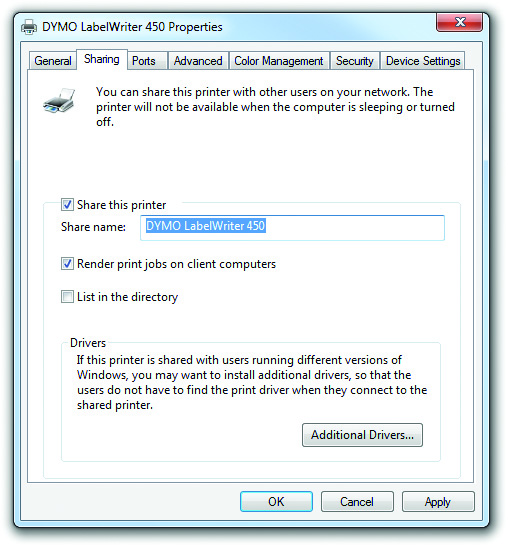 DYMO LabelWriter 450 Properties
General Sharing Ports Advanced Color Management Security Device Settings
You can share this printer with other users on your network. The
printer will not be available when the computer is sleeping or turned
off.
Share this printer
Share name: DYMO LabelWriter 450
Render print jobs on client computers
List in the directory
Drivers
If this printer is shared with users running different versions of
Windows, you may want to install additional drivers, so that the
users do not have to find the print driver when they connect to the
shared printer.
Additional Drivers...
OK Cancel Apply